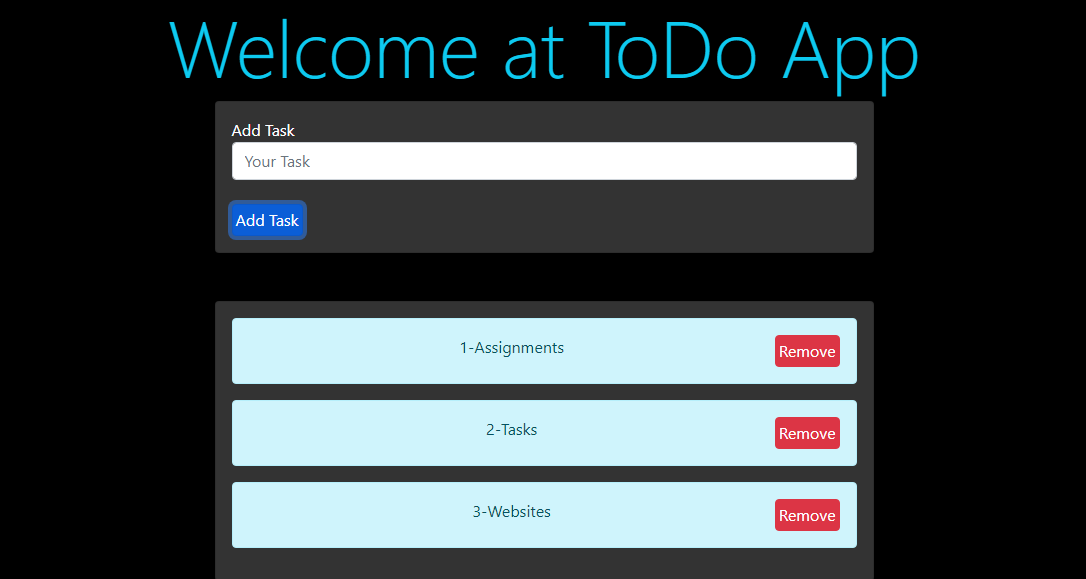 Welcome at ToDo App
Add Task
Your Task
Add Task
1-Assignments
Remove
2-Tasks
Remove
3-Websites
Remove